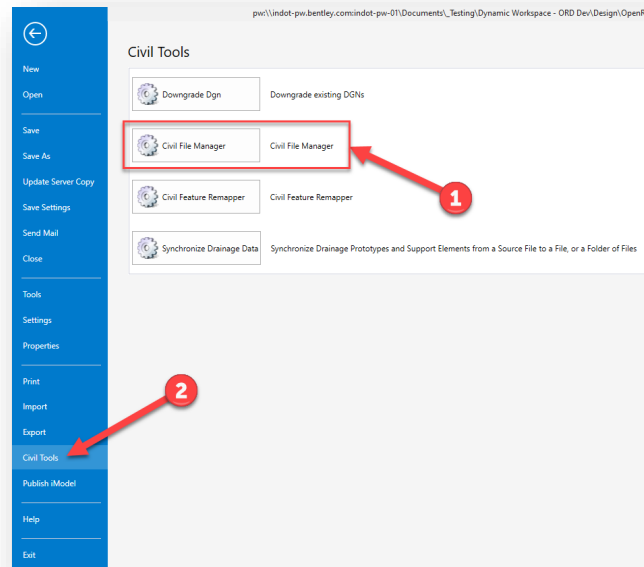 pw:\\indot-pw.bentley.com:indot-pw-01\Documents\_Testing\Dynamic Workspace - ORD Dev\Design\OpenR
Civil Tools
New
Open
Save
Save As
Update Server Copy
Save Settings
Send Mail
Close
Tools
Settings
Properties
Print
Import
Export
Civil Tools
Publish iModel
Help
Exit
Downgrade Dgn Downgrade existing DGNs
Civil File Manager Civil File Manager
Civil Feature Remapper Civil Feature Remapper
Synchronize Drainage Data Synchronize Drainage Prototypes and Support Elements from a Source File to a File, or a Folder of Files
1
2